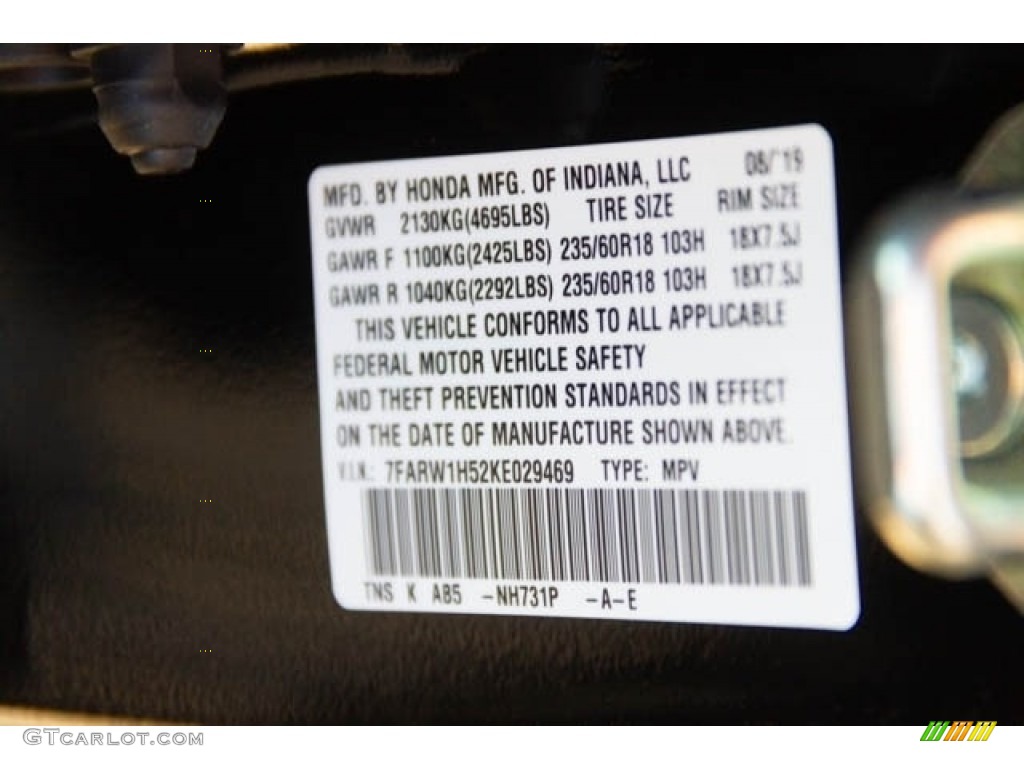 MFD. BY HONDA MFG. OF INDIANA, LLC 08/'19
GVWR 2130KG(4695LBS) TIRE SIZE RIM SIZE
GAWR F 1100KG(2425LBS) 235/60R18 103H 18X7.5J
GAWR R 1040KG(2292LBS) 235/60R18 103H 18X7.5J
THIS VEHICLE CONFORMS TO ALL APPLICABLE
FEDERAL MOTOR VEHICLE SAFETY
AND THEFT PREVENTION STANDARDS IN EFFECT
ON THE DATE OF MANUFACTURE SHOWN ABOVE.
V.I.N.: 7FARW1H52KE029469 TYPE: MPV
TNS K AB5 -NH731P -A-E
GTcarlot.com